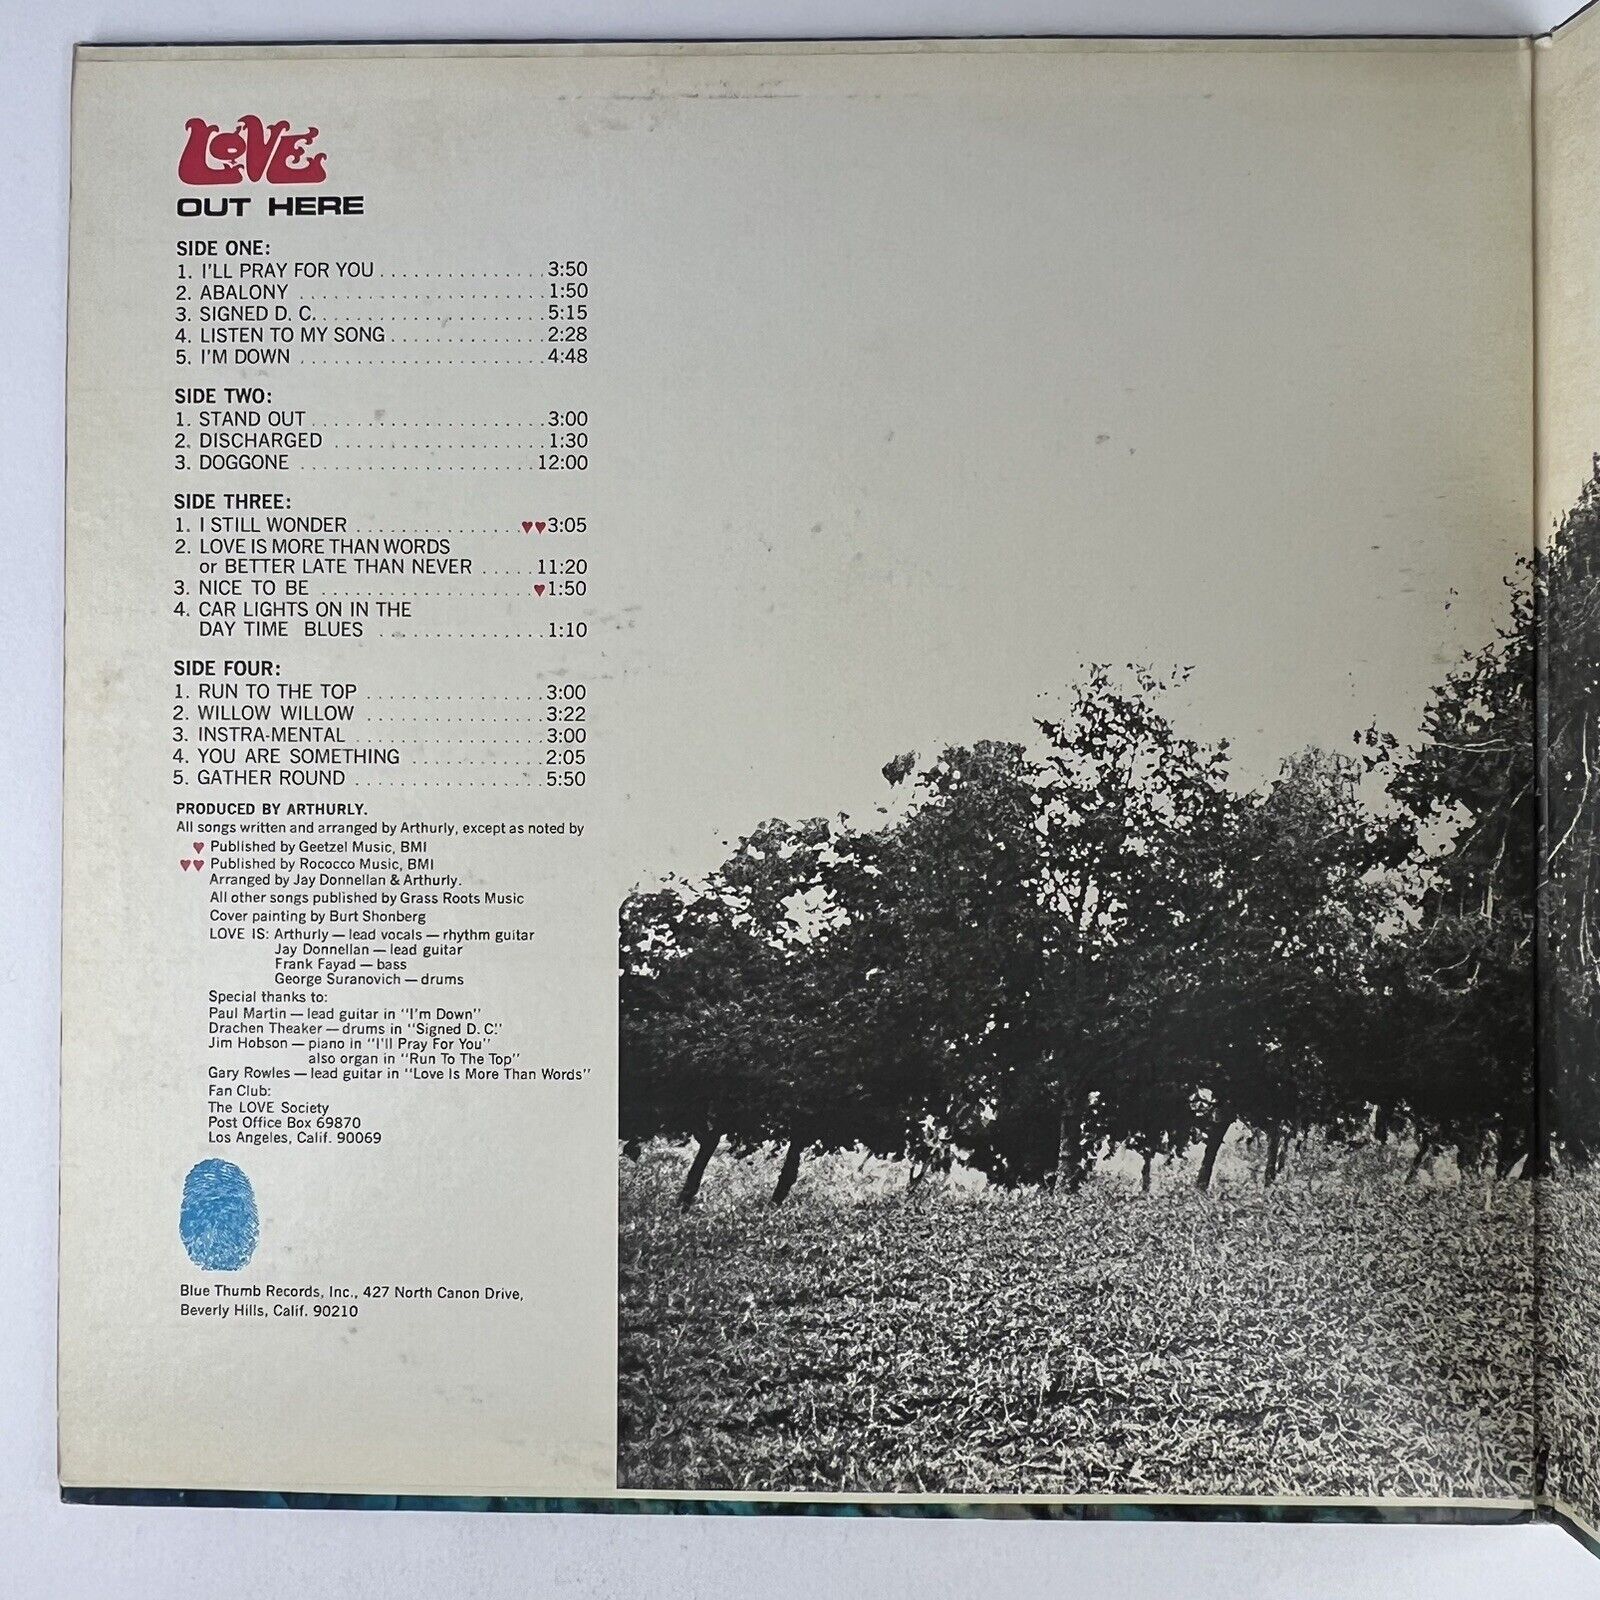 LOVE
OUT HERE
SIDE ONE:
1. I'LL PRAY FOR YOU................3:50
2. ABALONY ........................1:50
3. SIGNED D. C.......................5:15
4. LISTEN TO MY SONG...............2:28
5. I'M DOWN ........................4:48
SIDE TWO:
1. STAND OUT.......................3:00
2. DISCHARGED .....................1:30
3. DOGGONE .......................12:00
SIDE THREE:
1. I STILL WONDER ................♥♥3:05
2. LOVE IS MORE THAN WORDS
or BETTER LATE THAN NEVER .....11:20
3. NICE TO BE ....................♥1:50
4. CAR LIGHTS ON IN THE
DAY TIME BLUES ...............1:10
SIDE FOUR:
1. RUN TO THE TOP ..................3:00
2. WILLOW WILLOW ..................3:22
3. INSTRA-MENTAL ...................3:00
4. YOU ARE SOMETHING .............2:05
5. GATHER ROUND ...................5:50
PRODUCED BY ARTHURLY.
All songs written and arranged by Arthurly, except as noted by
♥ Published by Geetzel Music, BMI
♥♥ Published by Rococco Music, BMI
Arranged by Jay Donnellan & Arthurly.
All other songs published by Grass Roots Music
Cover painting by Burt Shonberg
LOVE IS: Arthurly — lead vocals — rhythm guitar
Jay Donnellan — lead guitar
Frank Fayad — bass
George Suranovich — drums
Special thanks to:
Paul Martin — lead guitar in "I'm Down"
Drachen Theaker — drums in "Signed D. C."
Jim Hobson — piano in "I'll Pray For You"
also organ in "Run To The Top"
Gary Rowles — lead guitar in "Love Is More Than Words"
Fan Club:
The LOVE Society
Post Office Box 69870
Los Angeles, Calif. 90069
Blue Thumb Records, Inc., 427 North Canon Drive,
Beverly Hills, Calif. 90210